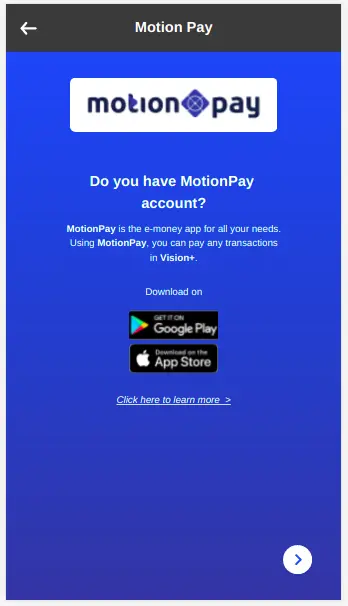 Motion Pay
motion pay
Do you have MotionPay
account?
MotionPay is the e-money app for all your needs.
Using MotionPay, you can pay any transactions
in Vision+.
Download on
GET IT ON
Google Play
Download on the
App Store
Click here to learn more >